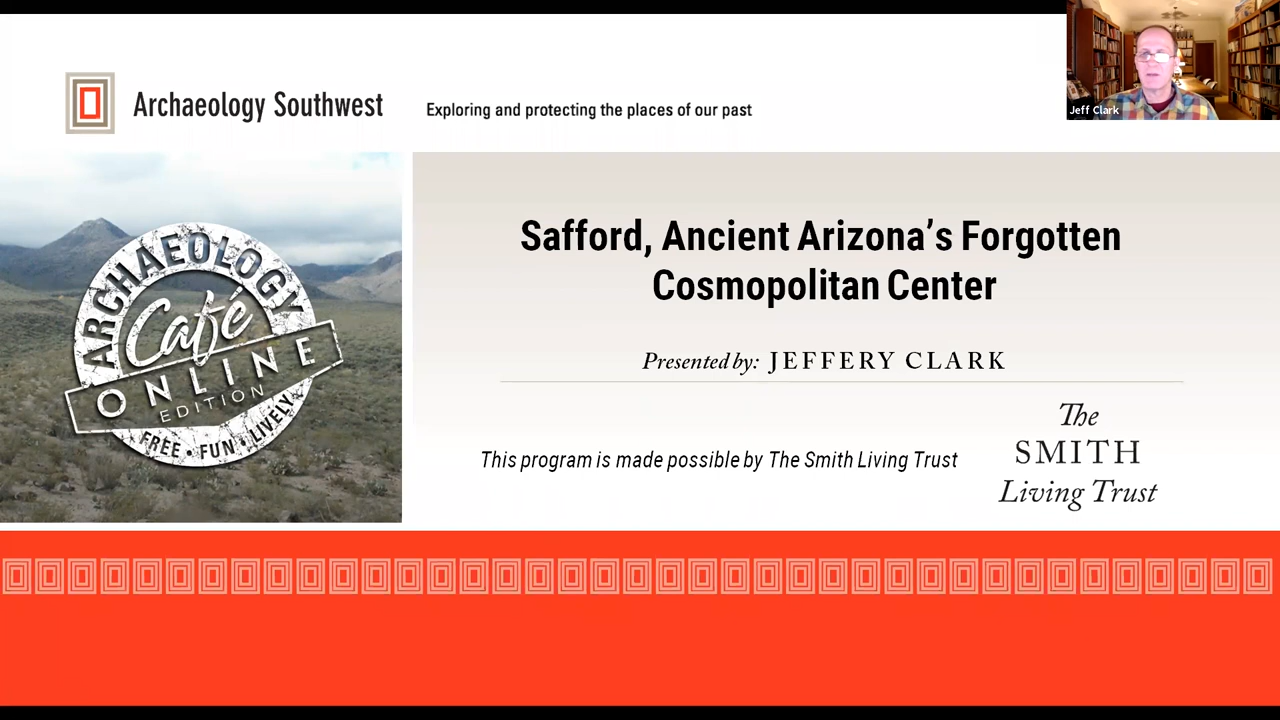 Archaeology Southwest
Exploring and protecting the places of our past
Jeff Clark
ARCHAEOLOGY
Café
ONLINE
EDITION
FREE • FUN • LIVELY
Safford, Ancient Arizona's Forgotten
Cosmopolitan Center
Presented by: JEFFERY CLARK
This program is made possible by The Smith Living Trust
The
SMITH
Living Trust